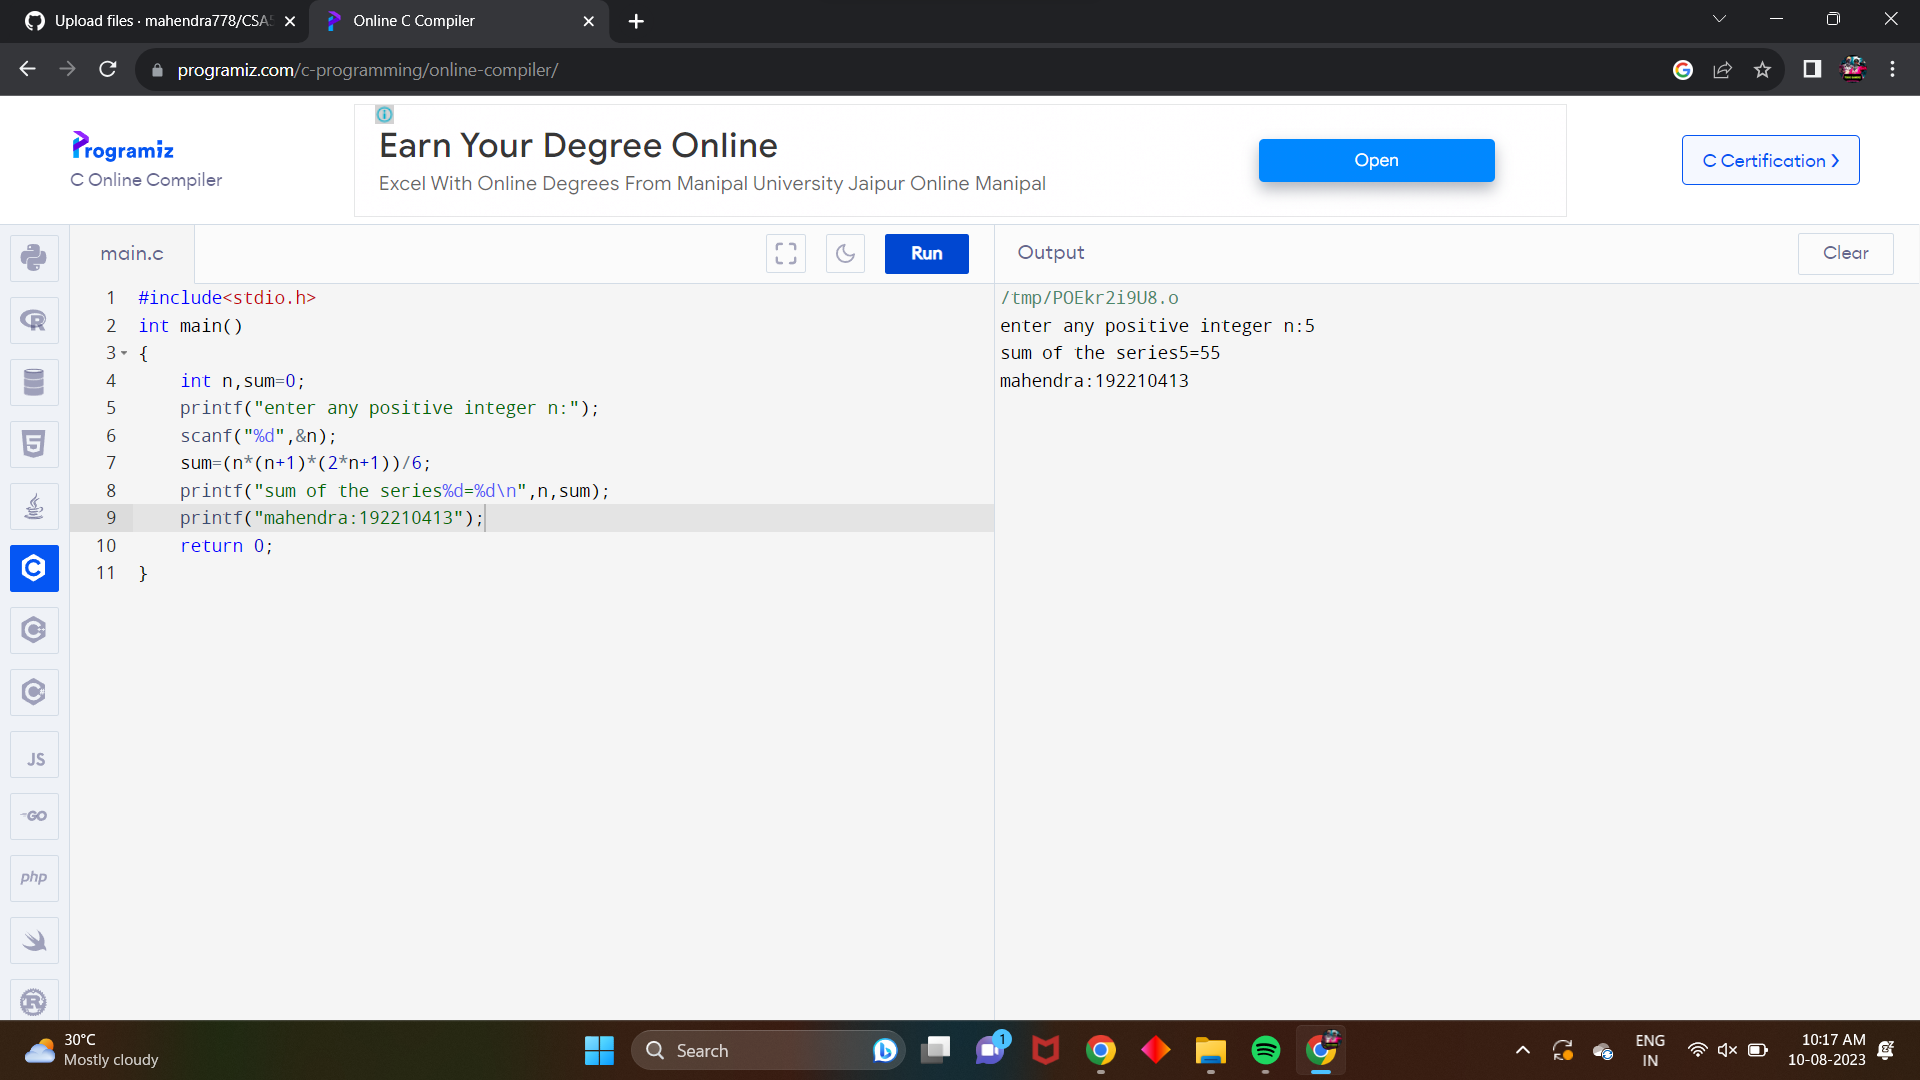 Upload files · mahendra778/CSAS
Online C Compiler
programiz.com/c-programming/online-compiler/
Programiz
C Online Compiler
Earn Your Degree Online
Excel With Online Degrees From Manipal University Jaipur Online Manipal
Open
C Certification
main.c
Run
Output
Clear
1 #include<stdio.h>
2 int main()
3 {
4 int n,sum=0;
5 printf("enter any positive integer n:");
6 scanf("%d",&n);
7 sum=(n*(n+1)*(2*n+1))/6;
8 printf("sum of the series%d=%d\n",n,sum);
9 printf("mahendra:192210413");
10 return 0;
11 }
/tmp/POEkr2i9U8.o
enter any positive integer n:5
sum of the series5=55
mahendra:192210413
R
5
C
C
C
JS
GO
php
R
30°C
Mostly cloudy
Search
1
ENG
IN
10:17 AM
10-08-2023